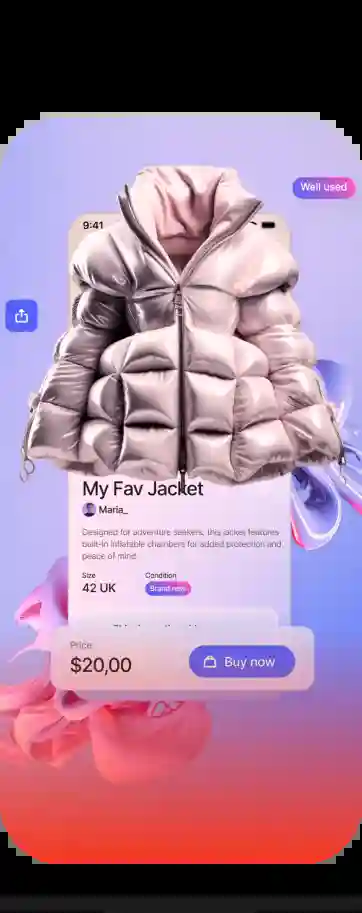 Well used
9:41
My Fav Jacket
Maria_
Designed for adventure seekers, this jacket features
built-in inflatable chambers for added protection and
peace of mind
Size
Condition
42 UK
Brand new
Price
$20,00
Buy now